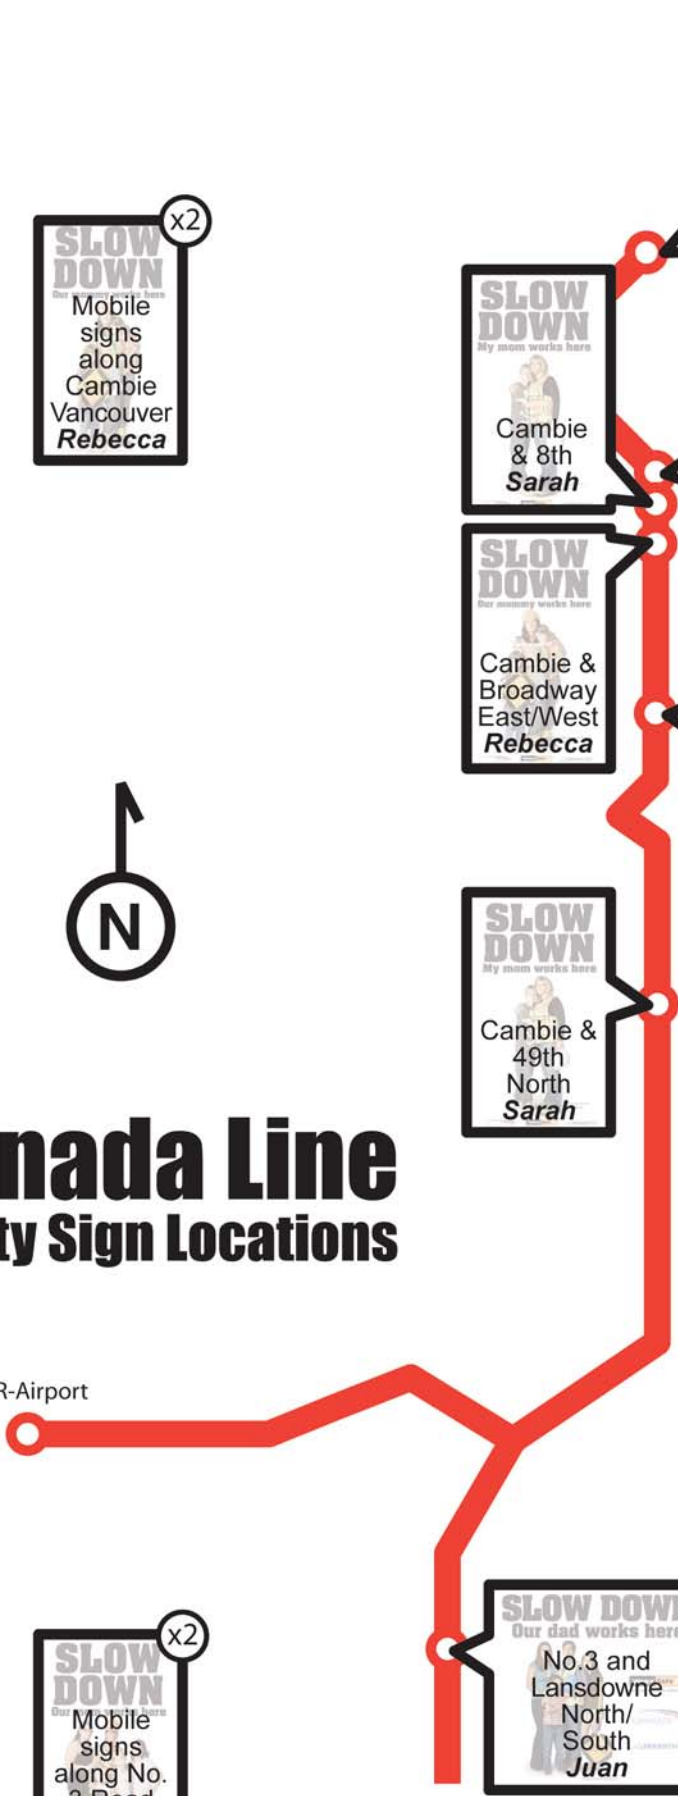 x2
SLOW
DOWN
Our mommy works here
Mobile
signs
along
Cambie
Vancouver
Rebecca
SLOW
DOWN
My mom works here
Cambie
& 8th
Sarah
SLOW
DOWN
Our mommy works here
Cambie &
Broadway
East/West
Rebecca
N
SLOW
DOWN
My mom works here
Cambie &
49th
North
Sarah
nada Line
ty Sign Locations
R-Airport
x2
SLOW
DOWN
Mobile
signs
along No.
3 Road
SLOW DOWN
Our dad works here
No.3 and
Lansdowne
North/
South
Juan